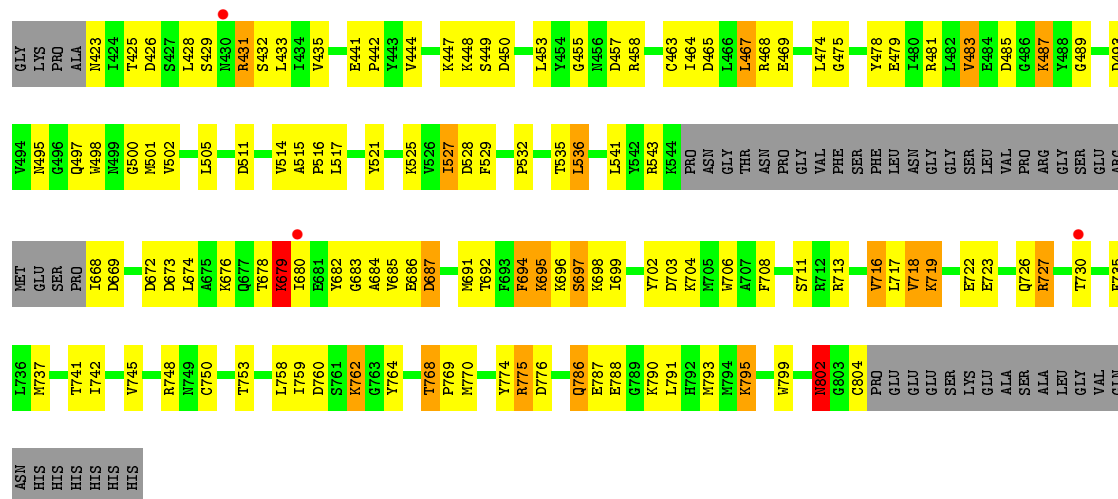 GLY LYS PRO ALA N423 I424 T425 D426 S427 L428 S429 N430 R431 S432 L433 I434 V435 E441 P442 Y443 V444 K447 K448 S449 D450 L453 Y454 G455 N456 D457 R458 C463 I464 D465 L466 L467 R468 E469 L474 G475 Y478 E479 I480 R481 L482 V483 E484 D485 G486 K487 Y488 G489 D493
V494 N495 G496 Q497 W498 N499 G500 M501 V502 L505 D511 V514 A515 P516 L517 Y521 K525 V526 I527 D528 F529 P532 T535 L536 L541 Y542 R543 K544 PRO ASN GLY THR ASN PRO GLY VAL PHE SER PHE LEU ASN GLY GLY SER LEU VAL PRO ARG GLY SER GLU ARG
MET GLU SER PRO I668 D669 D672 D673 L674 A675 K676 Q677 T678 K679 I680 E681 Y682 G683 A684 V685 E686 D687 M691 T692 F693 F694 K695 K696 S697 K698 I699 Y702 D703 K704 M705 W706 A707 F708 S711 R712 R713 V716 L717 V718 K719 E722 E723 Q726 R727 T730 F735
L736 M737 T741 I742 V745 R748 N749 C750 T753 L758 I759 D760 S761 K762 G763 Y764 T768 P769 M770 Y774 R775 D776 Q786 E787 E788 G789 K790 L791 H792 M793 M794 K795 W799 N802 G803 C804 PRO GLU GLU GLU SER LYS GLU ALA SER ALA ALA LEU GLY VAL GLN
ASN HIS HIS HIS HIS HIS HIS